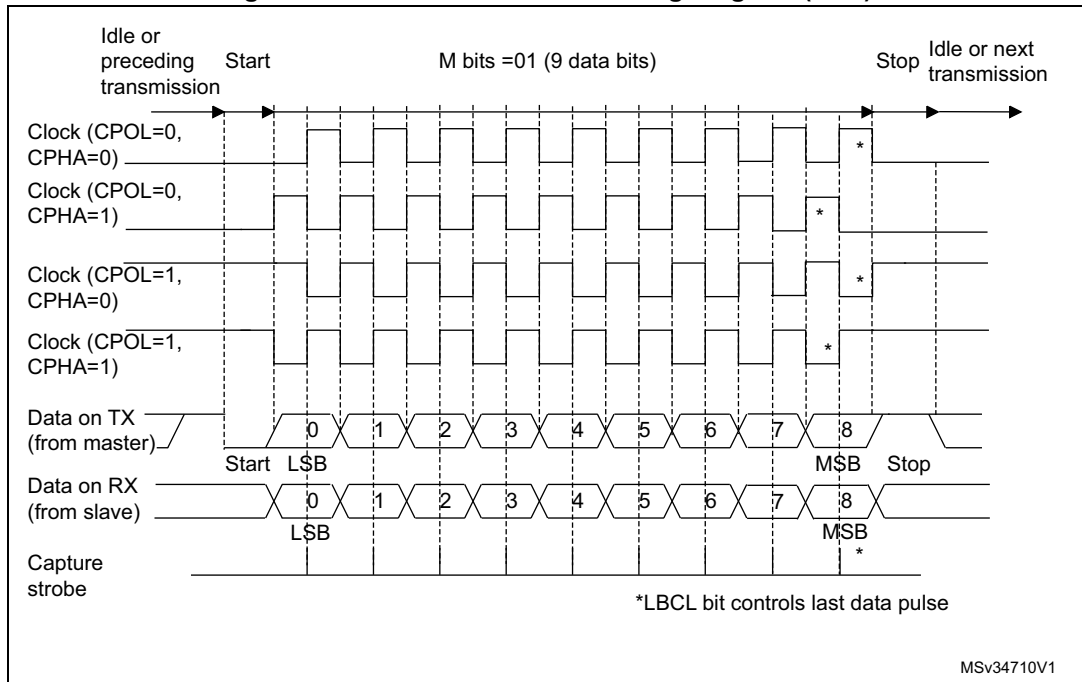 Idle or preceding transmission
Start
M bits =01 (9 data bits)
Stop
Idle or next transmission
Clock (CPOL=0, CPHA=0)
*
Clock (CPOL=0, CPHA=1)
*
Clock (CPOL=1, CPHA=0)
*
Clock (CPOL=1, CPHA=1)
*
Data on TX (from master)
0 1 2 3 4 5 6 7 8
Start LSB MSB Stop
Data on RX (from slave)
0 1 2 3 4 5 6 7 8
LSB MSB
Capture strobe
*
*LBCL bit controls last data pulse
MSv34710V1